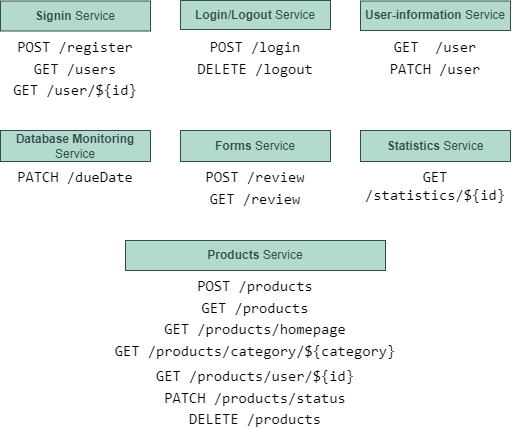 Signin Service
POST /register
GET /users
GET /user/${id}
Login/Logout Service
POST /login
DELETE /logout
User-information Service
GET /user
PATCH /user
Database Monitoring
Service
PATCH /dueDate
Forms Service
POST /review
GET /review
Statistics Service
GET
/statistics/${id}
Products Service
POST /products
GET /products
GET /products/homepage
GET /products/category/${category}
GET /products/user/${id}
PATCH /products/status
DELETE /products